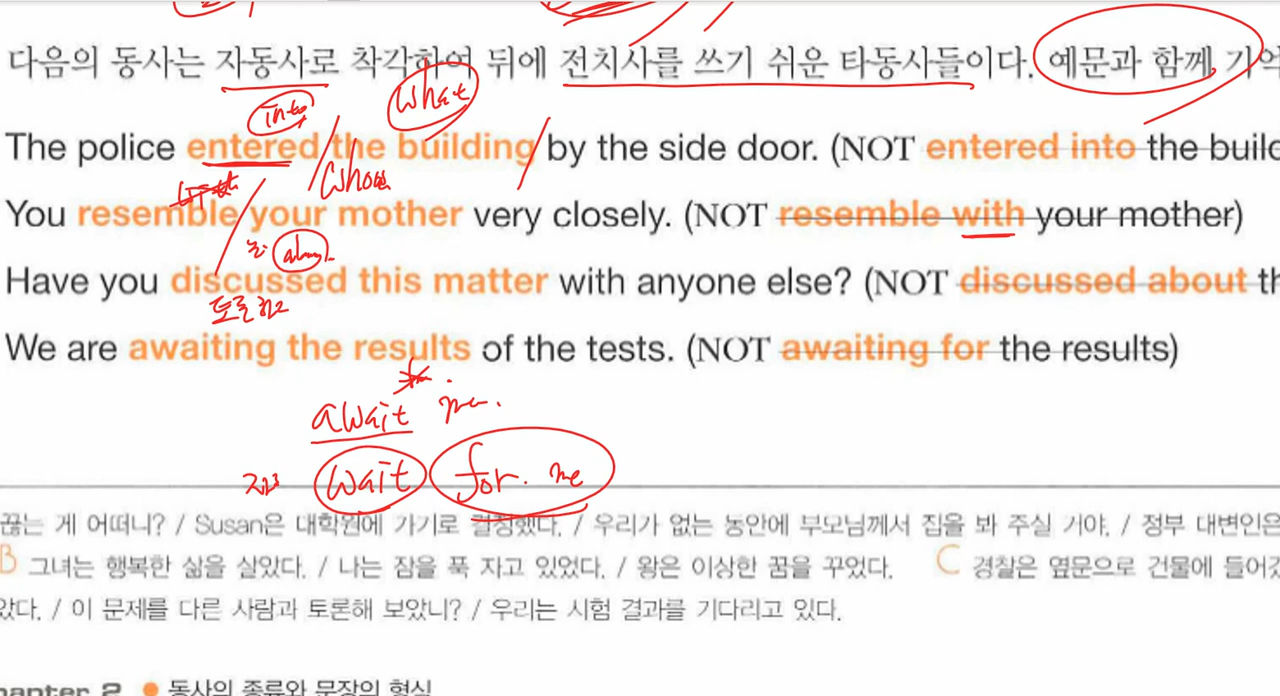 다음의 동사는 자동사로 착각하여 뒤에 전치사를 쓰기 쉬운 타동사들이다. 예문과 함께 기억
into
what
The police entered the building by the side door. (NOT entered into the build
whom
You resemble your mother very closely. (NOT resemble with your mother)
about
Have you discussed this matter with anyone else? (NOT discussed about th
토론하고
We are awaiting the results of the tests. (NOT awaiting for the results)
await me.
wait for. me
끊는 게 어떠니? / Susan은 대학원에 가기로 결정했다. / 우리가 없는 동안에 부모님께서 집을 봐 주실 거야. / 정부 대변인은
B 그녀는 행복한 삶을 살았다. / 나는 잠을 푹 자고 있었다. / 왕은 이상한 꿈을 꾸었다. C 경찰은 옆문으로 건물에 들어갔
았다. / 이 문제를 다른 사람과 토론해 보았니? / 우리는 시험 결과를 기다리고 있다.
hapter 2 ● 동사의 종류와 문장의 형식